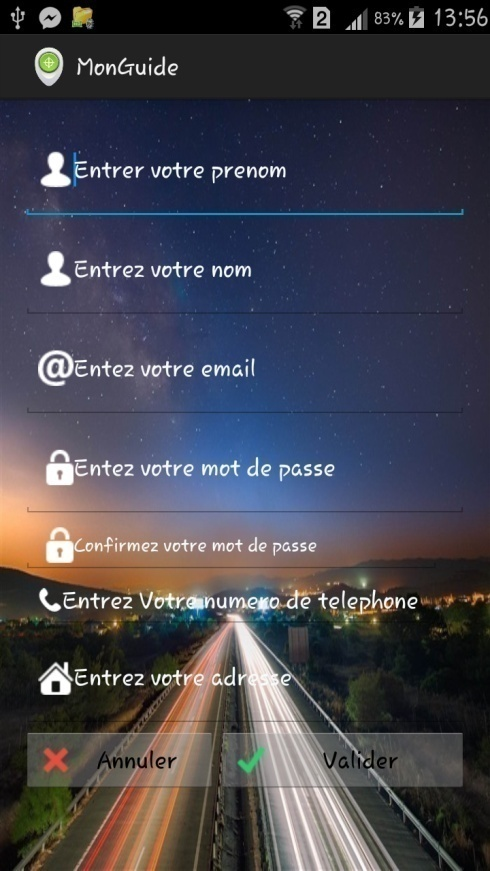 2 83% 13:56
MonGuide
Entrer votre prenom
Entrez votre nom
@Entez votre email
Entez votre mot de passe
Confirmez votre mot de passe
Entrez Votre numero de telephone
Entrez votre adresse
Annuler Valider